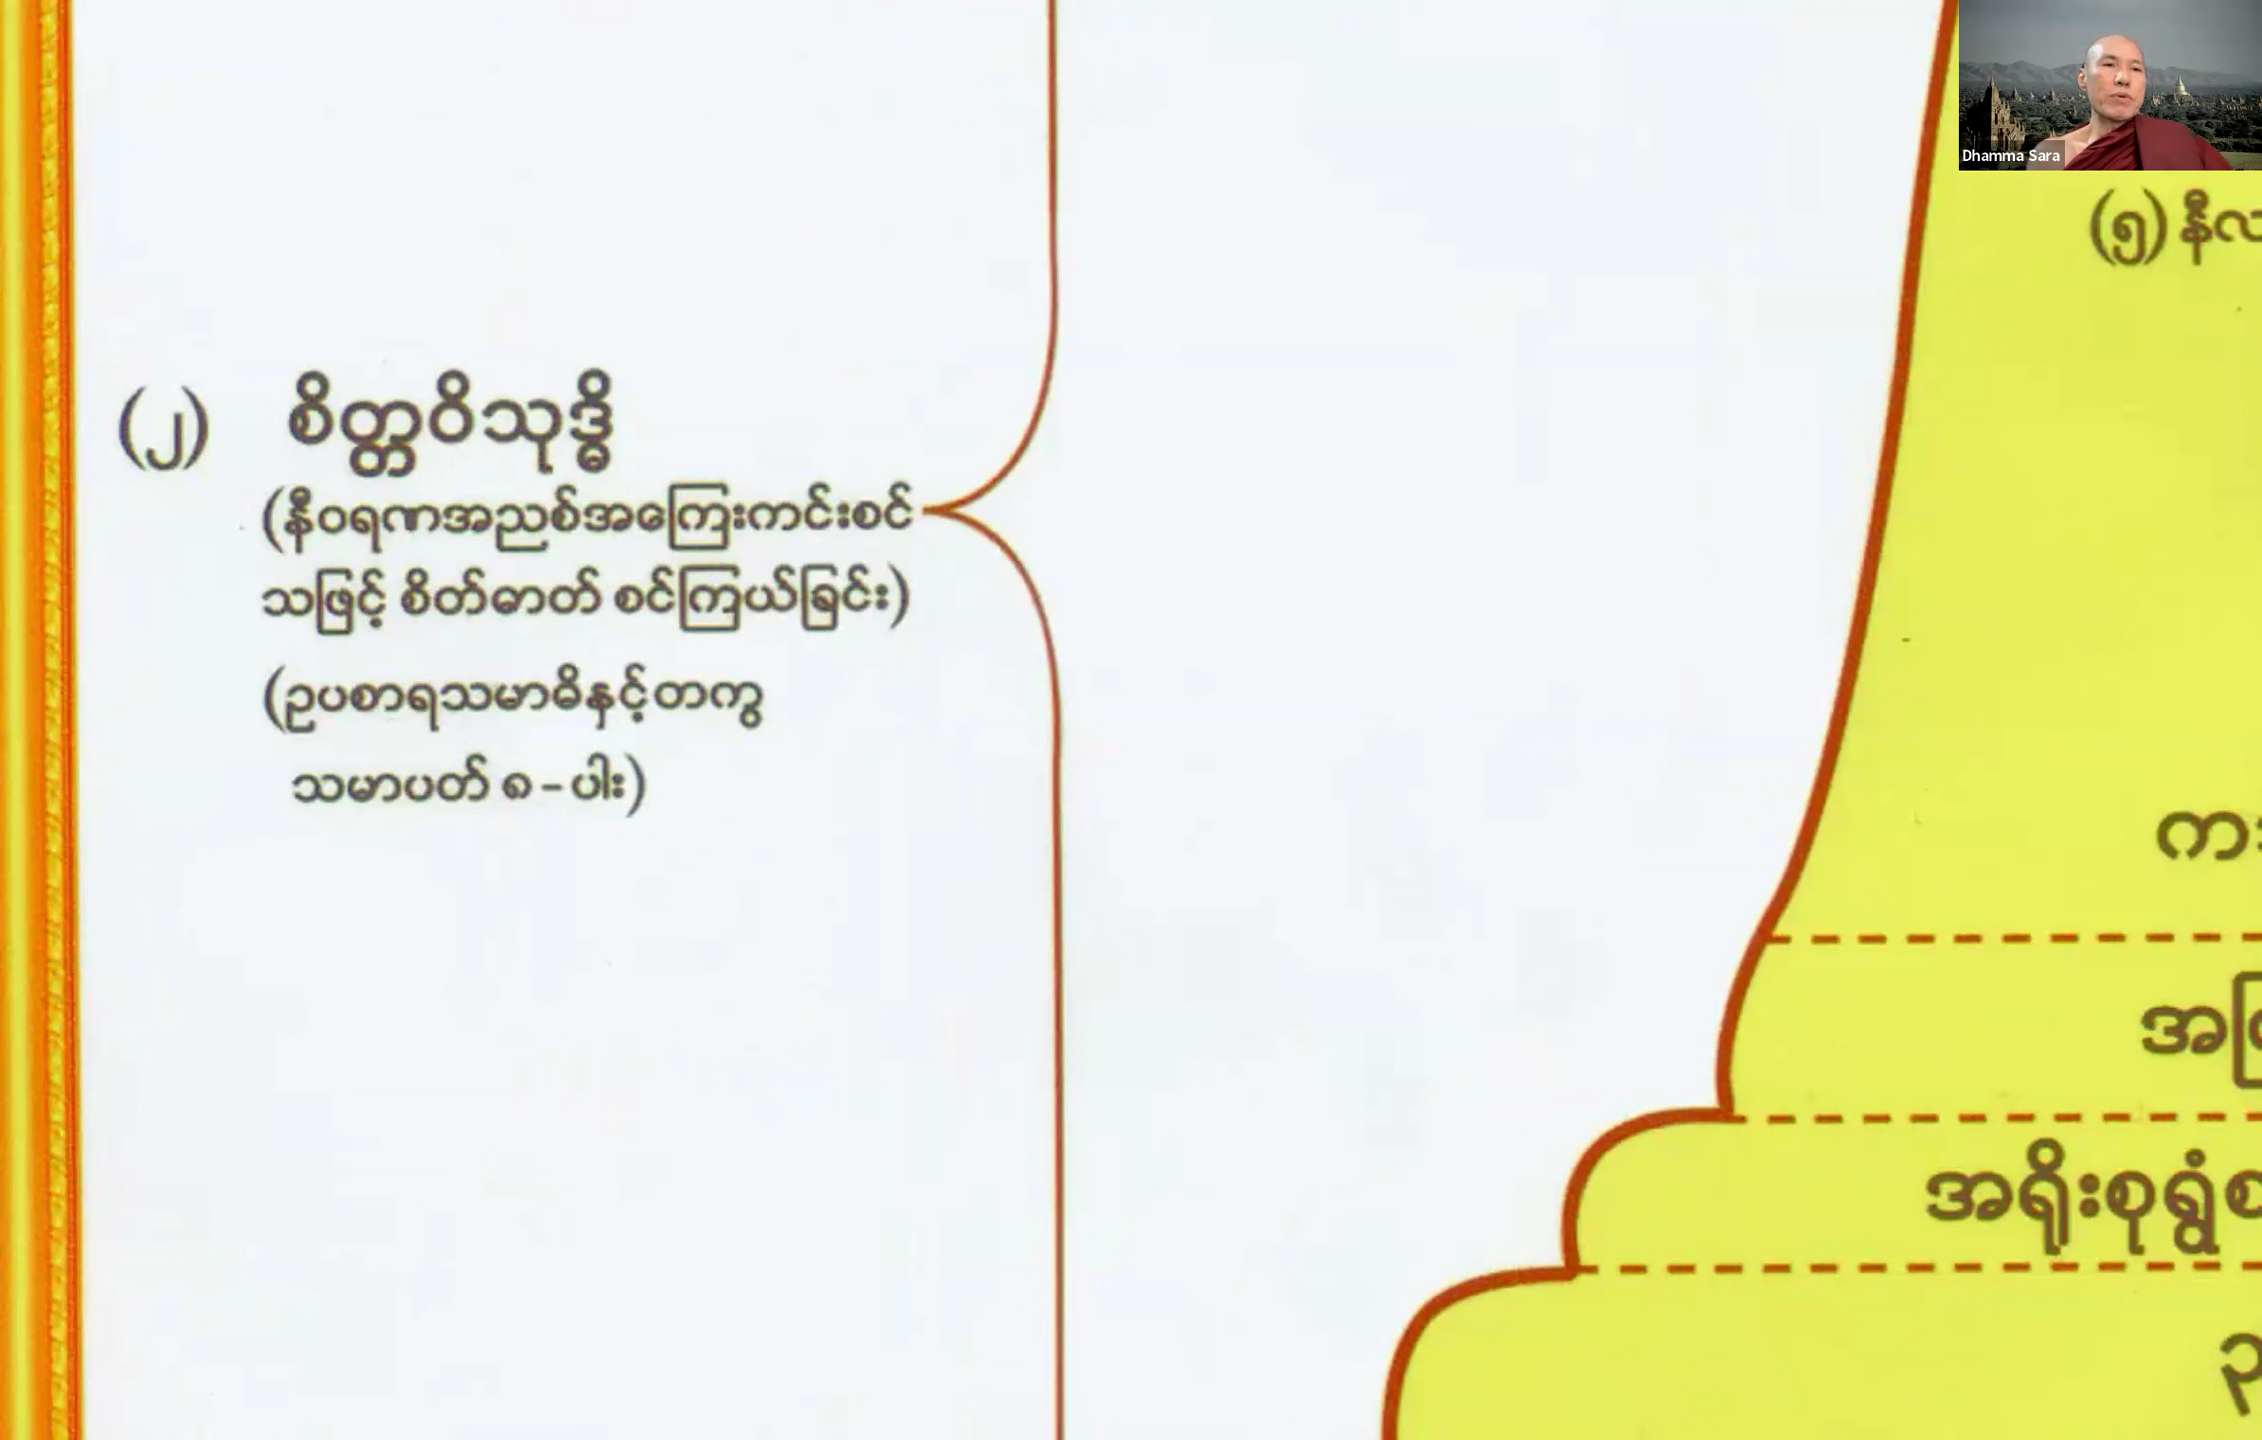 Dhamma Sara
(၅) နီလ
(၂) စိတ္တဝိသုဒ္ဓိ
(နီဝရဏအညစ်အကြေးကင်းစင်
သဖြင့် စိတ်ဓာတ် စင်ကြယ်ခြင်း)
(ဥပစာရသမာဓိနှင့်တကွ
သမာပတ် ၈ – ပါး)
အရိုးစုရွံစ